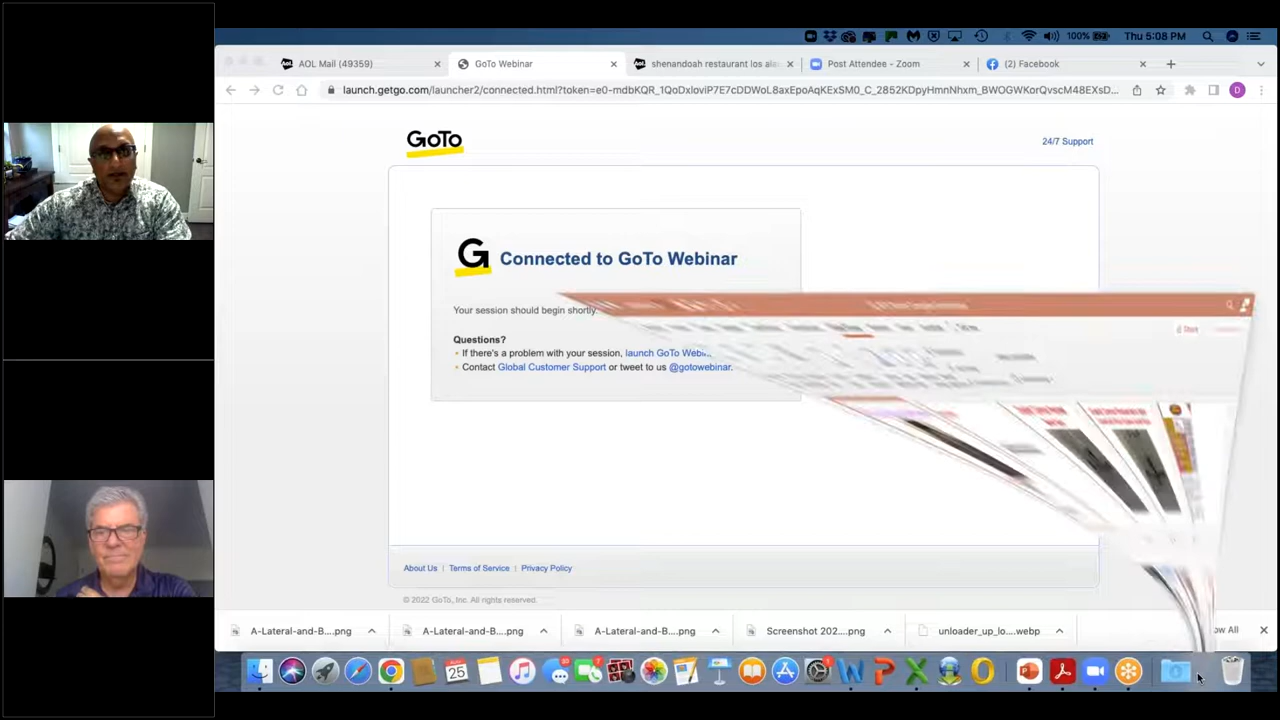 100%
Thu 5:08 PM
AOL Mail (49359)
GoTo Webinar
shenandoah restaurant los ala
Post Attendee - Zoom
(2) Facebook
launch.getgo.com/launcher2/connected.html?token=e0-mdbKQR_1QoDxloviP7E7cDDWoL8axEpoAqKExSM0_C_2852KDpyHmnNhxm_BWOGWKorQvscM48EXsD...
D
GoTo
24/7 Support
G Connected to GoTo Webinar
Your session should begin shortly.
Questions?
If there's a problem with your session, launch GoTo
Contact Global Customer Support or tweet to us @gotowebinar.
About Us | Terms of Service | Privacy Policy
© 2022 GoTo, Inc. All rights reserved.
A-Lateral-and-B....png
A-Lateral-and-B....png
A-Lateral-and-B....png
Screenshot 202....png
unloader_up_lo....webp
ow All
25